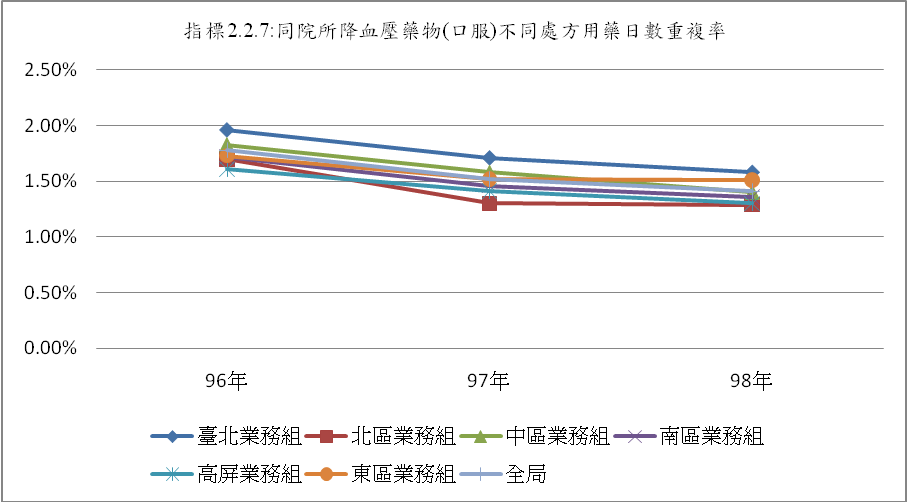 指標2.2.7:同院所降血壓藥物(口服)不同處方用藥日數重複率
2.50%
2.00%
1.50%
1.00%
0.50%
0.00%
96年 97年 98年
臺北業務組 北區業務組 中區業務組 南區業務組
高屏業務組 東區業務組 全局